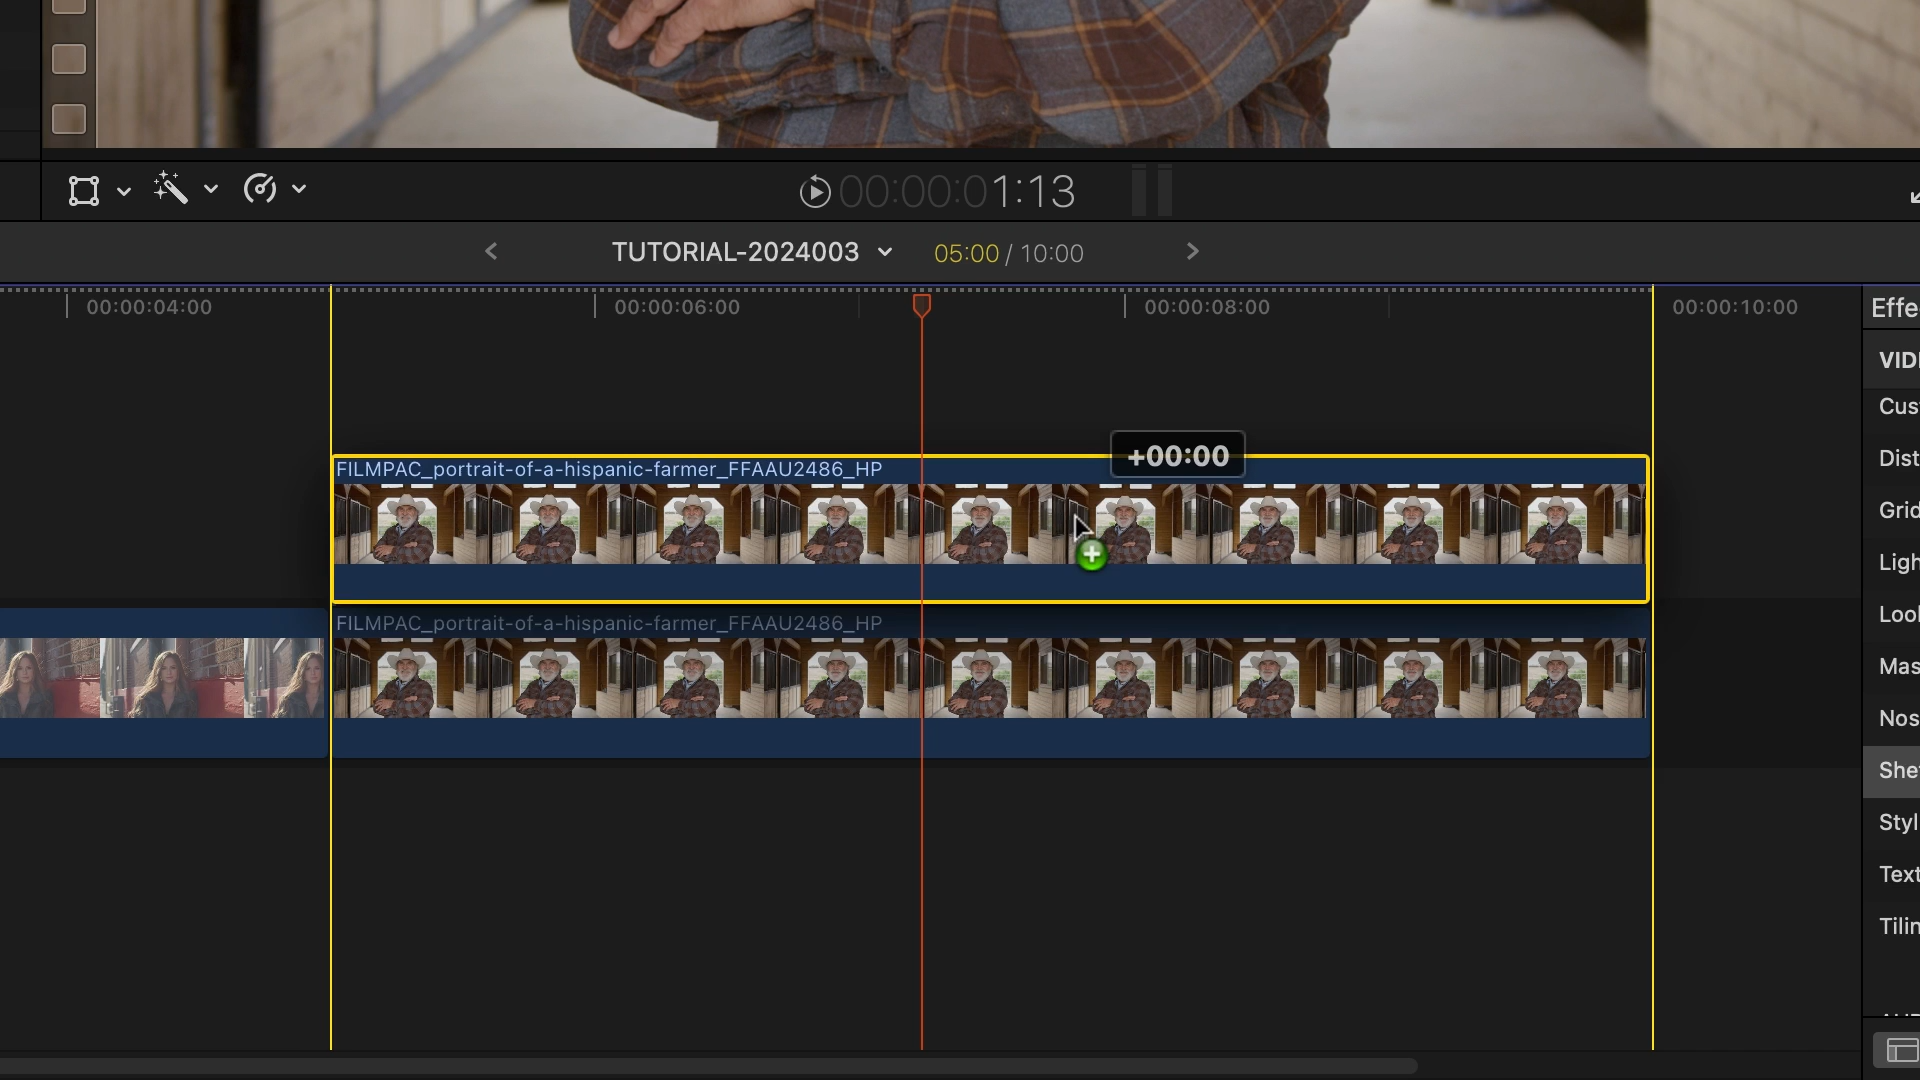 00:00:01:13
TUTORIAL-2024003
05:00 / 10:00
00:00:04:00
00:00:06:00
00:00:08:00
00:00:10:00
Effe
VID
Cus
Dist
Grid
Ligh
Loo
Mas
Nos
She
Styl
Text
Tilin
+00:00
FILMPAC_portrait-of-a-hispanic-farmer_FFAAU2486_HP
FILMPAC_portrait-of-a-hispanic-farmer_FFAAU2486_HP